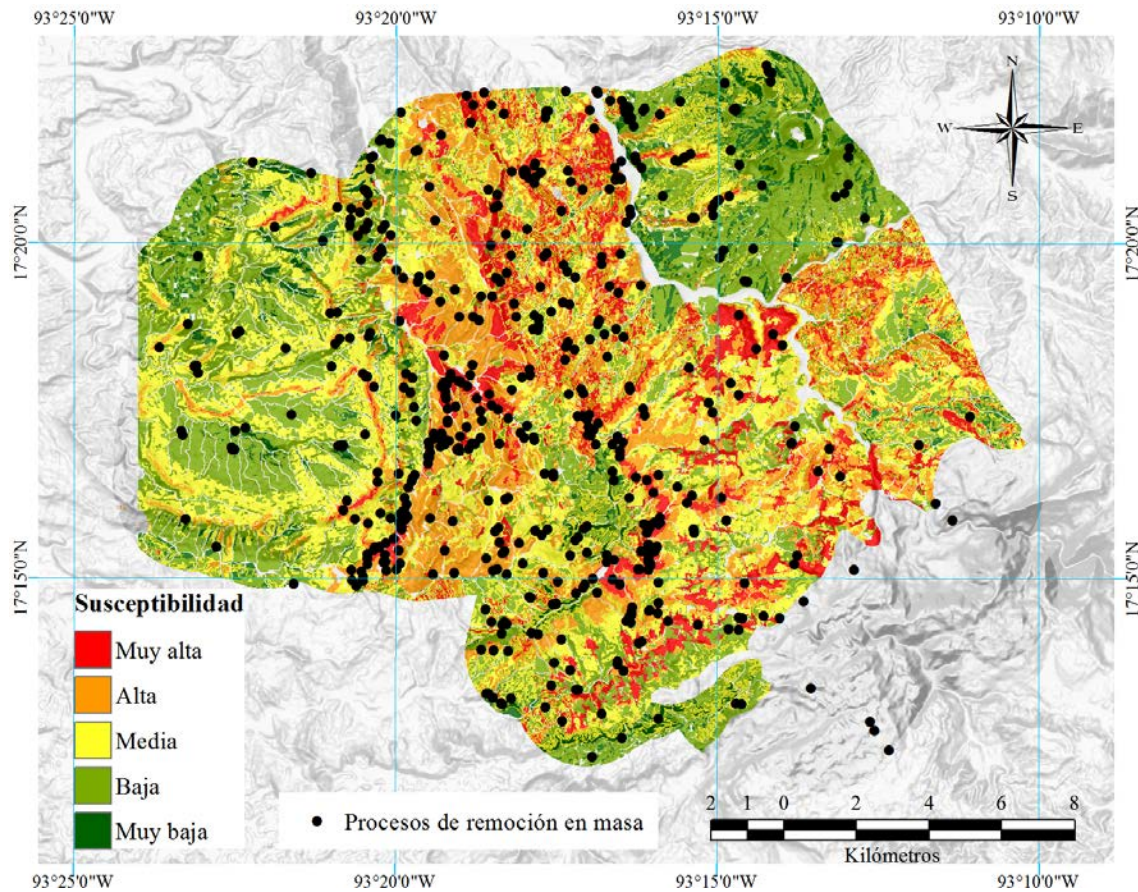 93°25'0"W 93°20'0"W 93°15'0"W 93°10'0"W
N
W E
S
17°20'0"N 17°20'0"N
17°15'0"N 17°15'0"N
Susceptibilidad
Muy alta
Alta
Media
Baja
Muy baja
Procesos de remoción en masa
2 1 0 2 4 6 8
Kilómetros
93°25'0"W 93°20'0"W 93°15'0"W 93°10'0"W